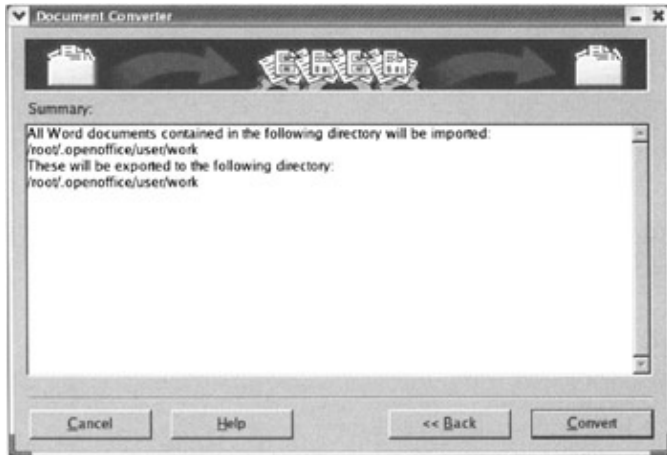 Document Converter
Summary:
All Word documents contained in the following directory will be imported:
/root/.openoffice/user/work
These will be exported to the following directory:
/root/.openoffice/user/work
Cancel
Help
<< Back
Convert